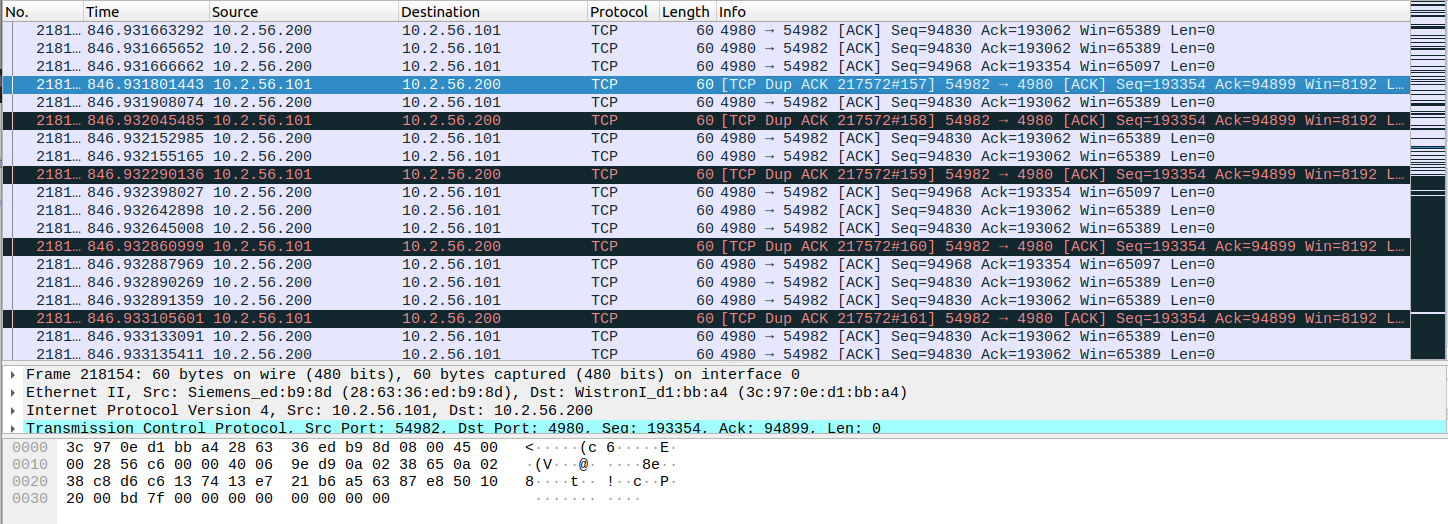 No. Time Source Destination Protocol Length Info
2181… 846.931663292 10.2.56.200 10.2.56.101 TCP 60 4980 → 54982 [ACK] Seq=94830 Ack=193062 Win=65389 Len=0
2181… 846.931665652 10.2.56.200 10.2.56.101 TCP 60 4980 → 54982 [ACK] Seq=94830 Ack=193062 Win=65389 Len=0
2181… 846.931666662 10.2.56.200 10.2.56.101 TCP 60 4980 → 54982 [ACK] Seq=94968 Ack=193354 Win=65097 Len=0
2181… 846.931801443 10.2.56.101 10.2.56.200 TCP 60 [TCP Dup ACK 217572#157] 54982 → 4980 [ACK] Seq=193354 Ack=94899 Win=8192 L…
2181… 846.931908074 10.2.56.200 10.2.56.101 TCP 60 4980 → 54982 [ACK] Seq=94830 Ack=193062 Win=65389 Len=0
2181… 846.932045485 10.2.56.101 10.2.56.200 TCP 60 [TCP Dup ACK 217572#158] 54982 → 4980 [ACK] Seq=193354 Ack=94899 Win=8192 L…
2181… 846.932152985 10.2.56.200 10.2.56.101 TCP 60 4980 → 54982 [ACK] Seq=94830 Ack=193062 Win=65389 Len=0
2181… 846.932155165 10.2.56.200 10.2.56.101 TCP 60 4980 → 54982 [ACK] Seq=94830 Ack=193062 Win=65389 Len=0
2181… 846.932290136 10.2.56.101 10.2.56.200 TCP 60 [TCP Dup ACK 217572#159] 54982 → 4980 [ACK] Seq=193354 Ack=94899 Win=8192 L…
2181… 846.932398027 10.2.56.200 10.2.56.101 TCP 60 4980 → 54982 [ACK] Seq=94968 Ack=193354 Win=65097 Len=0
2181… 846.932642898 10.2.56.200 10.2.56.101 TCP 60 4980 → 54982 [ACK] Seq=94830 Ack=193062 Win=65389 Len=0
2181… 846.932645008 10.2.56.200 10.2.56.101 TCP 60 4980 → 54982 [ACK] Seq=94830 Ack=193062 Win=65389 Len=0
2181… 846.932860999 10.2.56.101 10.2.56.200 TCP 60 [TCP Dup ACK 217572#160] 54982 → 4980 [ACK] Seq=193354 Ack=94899 Win=8192 L…
2181… 846.932887969 10.2.56.200 10.2.56.101 TCP 60 4980 → 54982 [ACK] Seq=94968 Ack=193354 Win=65097 Len=0
2181… 846.932890269 10.2.56.200 10.2.56.101 TCP 60 4980 → 54982 [ACK] Seq=94830 Ack=193062 Win=65389 Len=0
2181… 846.932891359 10.2.56.200 10.2.56.101 TCP 60 4980 → 54982 [ACK] Seq=94830 Ack=193062 Win=65389 Len=0
2181… 846.933105601 10.2.56.101 10.2.56.200 TCP 60 [TCP Dup ACK 217572#161] 54982 → 4980 [ACK] Seq=193354 Ack=94899 Win=8192 L…
2181… 846.933133091 10.2.56.200 10.2.56.101 TCP 60 4980 → 54982 [ACK] Seq=94830 Ack=193062 Win=65389 Len=0
2181… 846.933135411 10.2.56.200 10.2.56.101 TCP 60 4980 → 54982 [ACK] Seq=94830 Ack=193062 Win=65389 Len=0
Frame 218154: 60 bytes on wire (480 bits), 60 bytes captured (480 bits) on interface 0
Ethernet II, Src: Siemens_ed:b9:8d (28:63:36:ed:b9:8d), Dst: WistronI_d1:bb:a4 (3c:97:0e:d1:bb:a4)
Internet Protocol Version 4, Src: 10.2.56.101, Dst: 10.2.56.200
Transmission Control Protocol, Src Port: 54982, Dst Port: 4980, Seq: 193354, Ack: 94899, Len: 0
0000 3c 97 0e d1 bb a4 28 63 36 ed b9 8d 08 00 45 00 <·····(c 6·····E·
0010 00 28 56 c6 00 00 40 06 9e d9 0a 02 38 65 0a 02 ·(V···@· ····8e··
0020 38 c8 d6 c6 13 74 13 e7 21 b6 a5 63 87 e8 50 10 8····t·· !··c··P·
0030 20 00 bd 7f 00 00 00 00 00 00 00 00 ······· ····